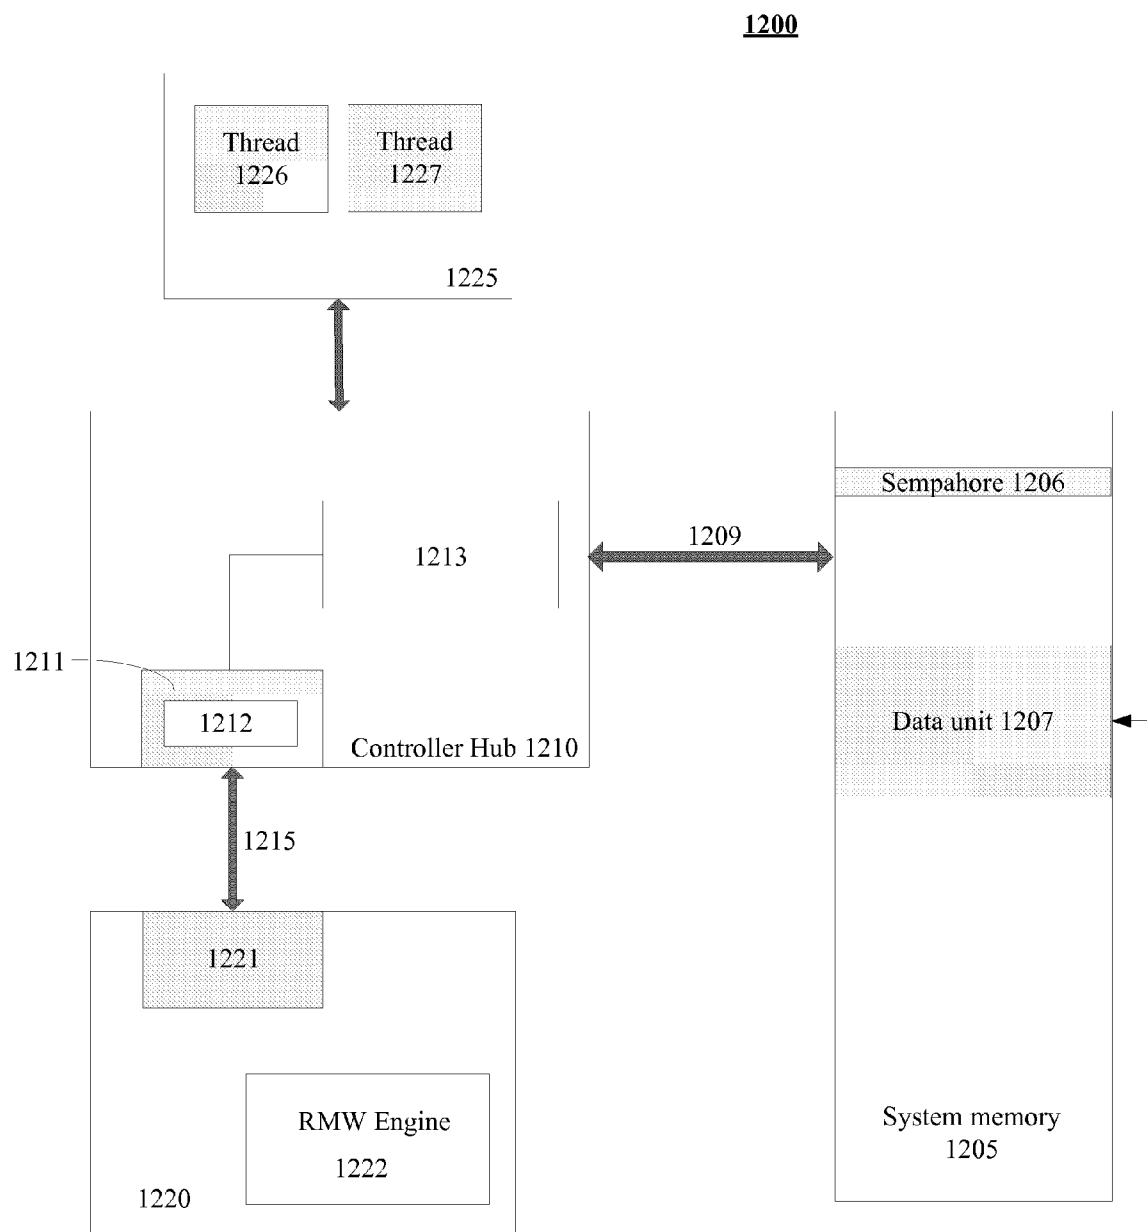 1200
Thread
1226
Thread
1227
1225
Sempahore 1206
1209
1213
1211
1212
Data unit 1207
Controller Hub 1210
1215
1221
RMW Engine
1222
System memory
1205
1220